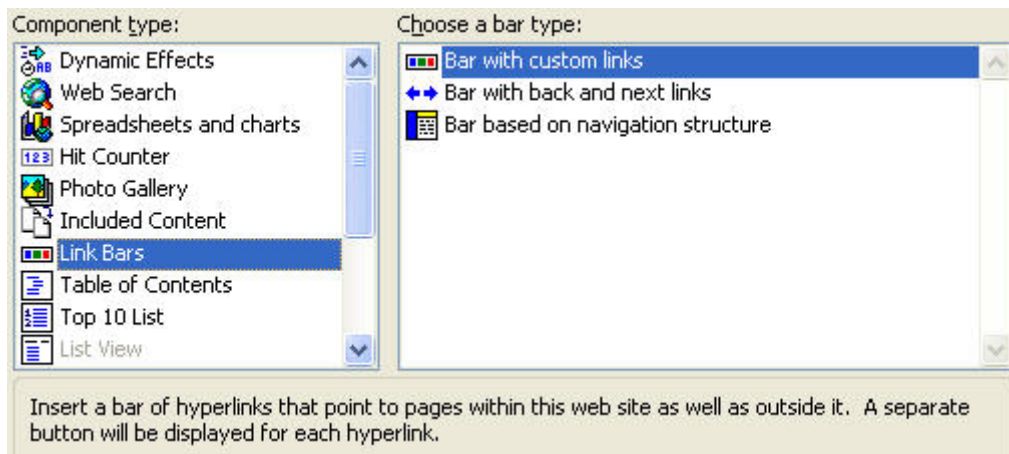 Component type:
Dynamic Effects
Web Search
Spreadsheets and charts
123 Hit Counter
Photo Gallery
Included Content
Link Bars
Table of Contents
Top 10 List
List View
Choose a bar type:
Bar with custom links
Bar with back and next links
Bar based on navigation structure
Insert a bar of hyperlinks that point to pages within this web site as well as outside it.  A separate
button will be displayed for each hyperlink.